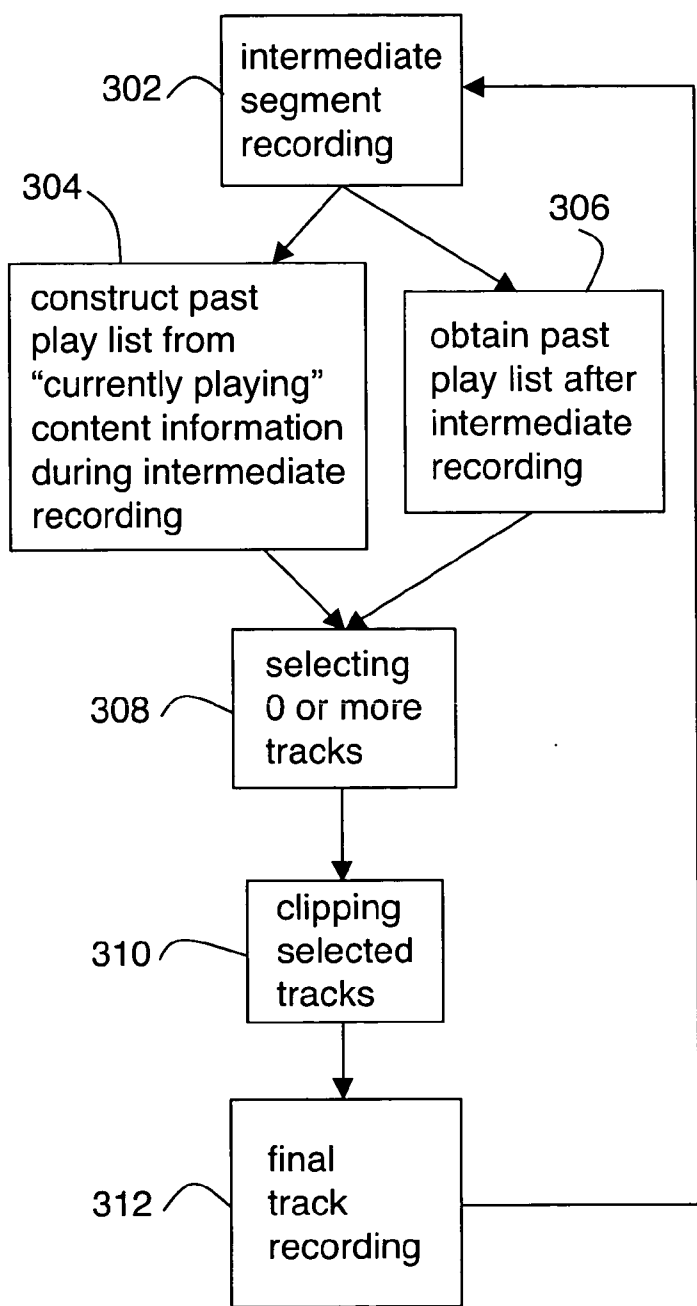 302
intermediate
segment
recording
304
306
construct past
play list from
“currently playing”
content information
during intermediate
recording
obtain past
play list after
intermediate
recording
308
selecting
0 or more
tracks
310
clipping
selected
tracks
312
final
track
recording